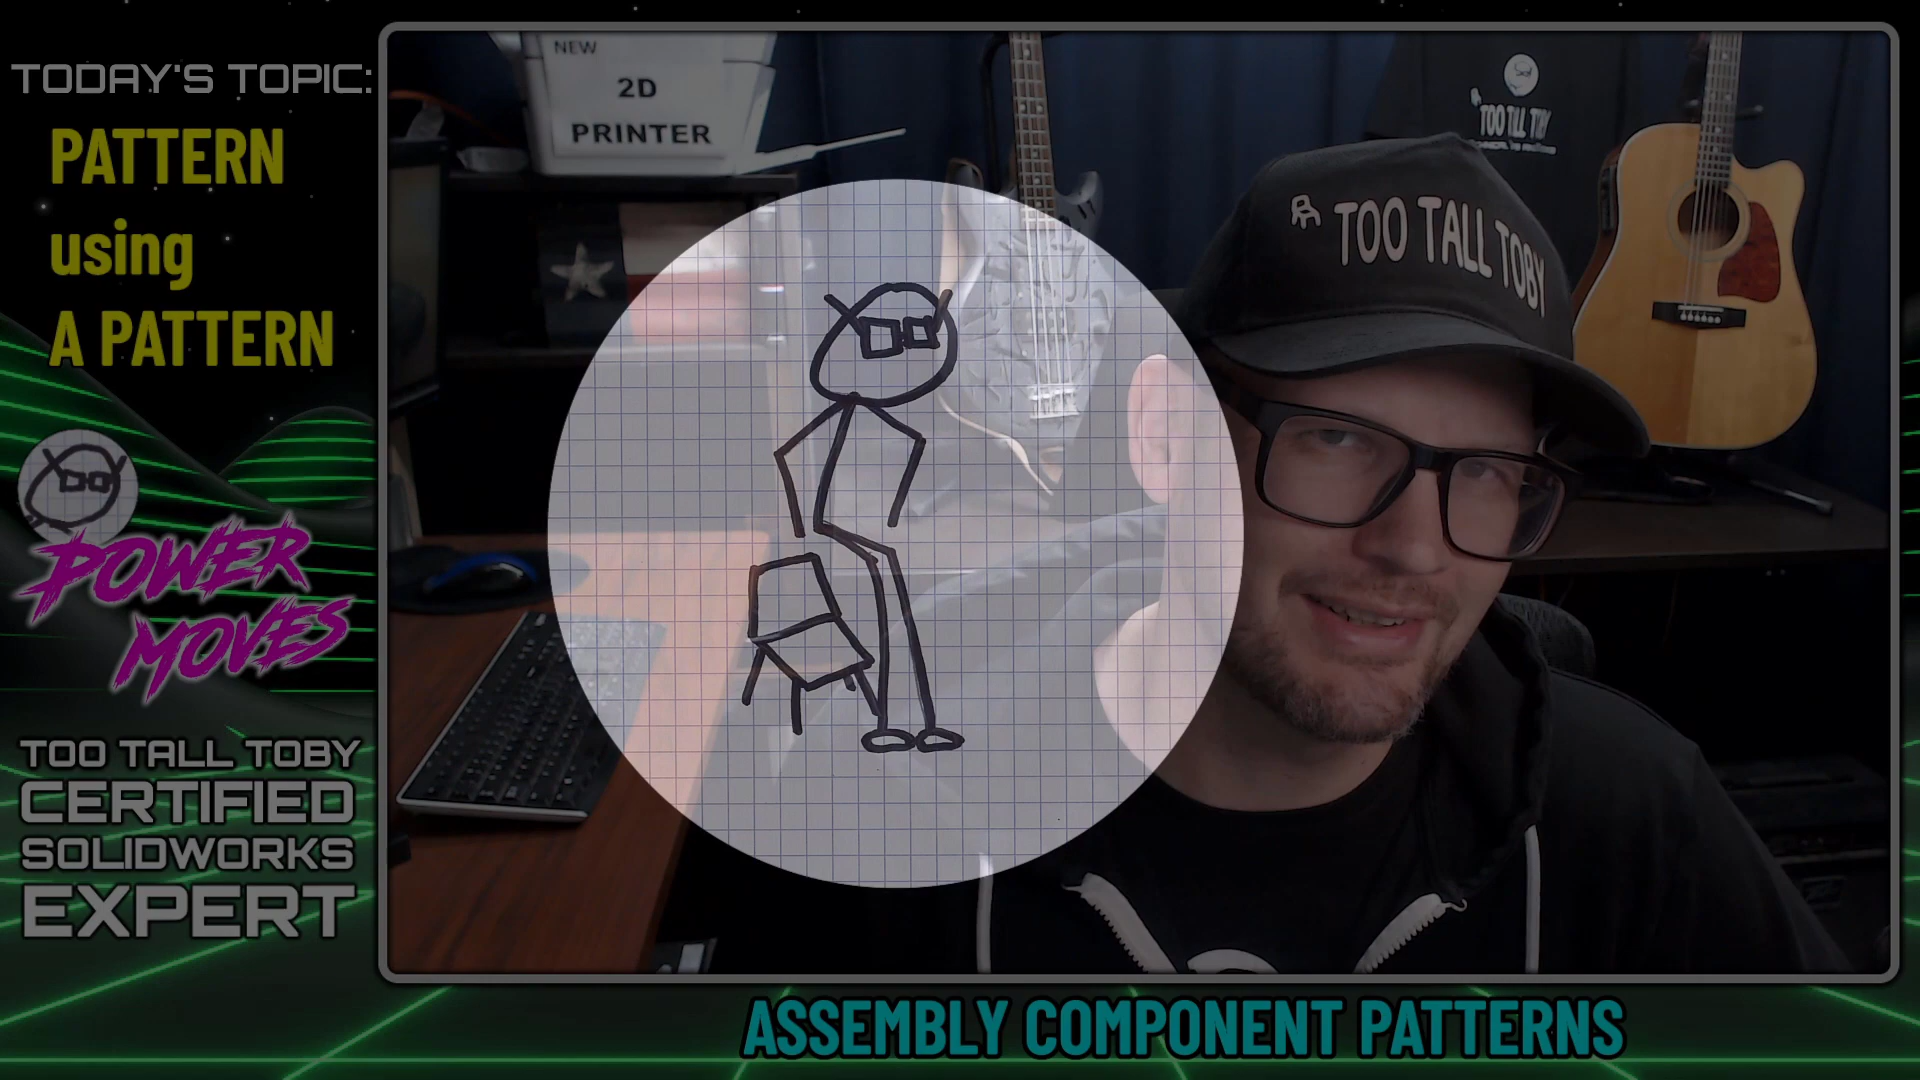 TODAY'S TOPIC:
PATTERN
using
A PATTERN
POWER
MOVES
TOO TALL TOBY
CERTIFIED
SOLIDWORKS
EXPERT
NEW
2D
PRINTER
TOO TALL TOBY
TOO TALL TOBY
ASSEMBLY COMPONENT PATTERNS